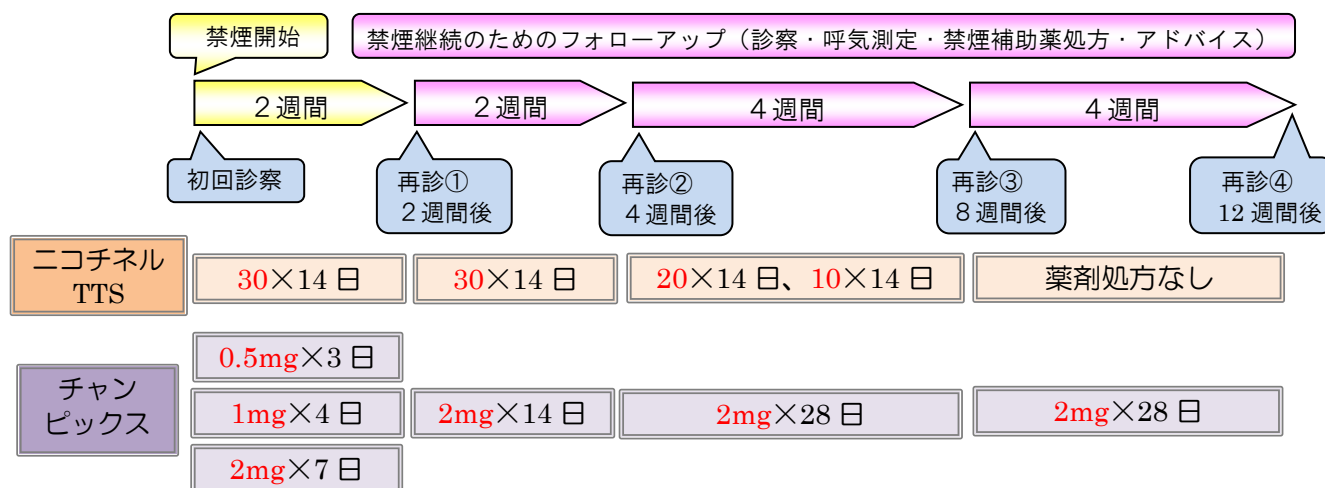 禁煙開始
禁煙継続のためのフォローアップ（診察・呼気測定・禁煙補助薬処方・アドバイス）
２週間
２週間
４週間
４週間
初回診察
再診①
２週間後
再診②
４週間後
再診③
８週間後
再診④
12 週間後
ニコチネル
TTS
30×14 日
30×14 日
20×14 日、10×14 日
薬剤処方なし
チャン
ピックス
0.5mg×3 日
1mg×4 日
2mg×7 日
2mg×14 日
2mg×28 日
2mg×28 日